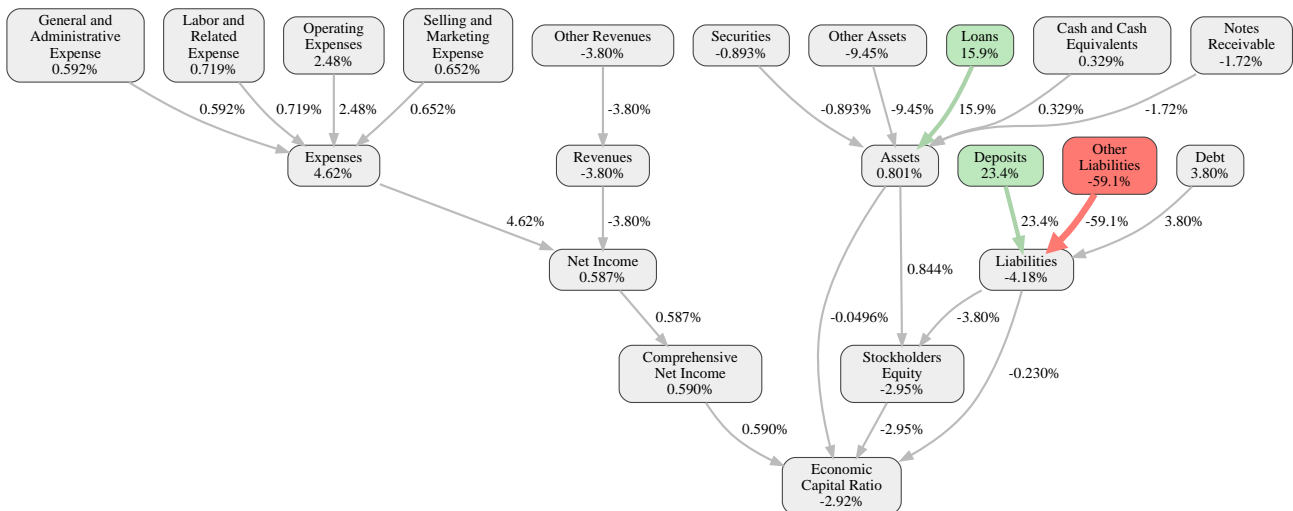 General and
Administrative
Expense
0.592%
Labor and
Related
Expense
0.719%
Operating
Expenses
2.48%
Selling and
Marketing
Expense
0.652%
Other Revenues
-3.80%
Securities
-0.893%
Other Assets
-9.45%
Loans
15.9%
Cash and Cash
Equivalents
0.329%
Notes
Receivable
-1.72%
0.592%
0.719%
2.48%
0.652%
-3.80%
-0.893%
-9.45%
15.9%
0.329%
-1.72%
Expenses
4.62%
Revenues
-3.80%
Assets
0.801%
Deposits
23.4%
Other
Liabilities
-59.1%
Debt
3.80%
4.62%
-3.80%
23.4%
-59.1%
3.80%
Net Income
0.587%
0.844%
Liabilities
-4.18%
0.587%
-0.0496%
-3.80%
Comprehensive
Net Income
0.590%
Stockholders
Equity
-2.95%
-0.230%
0.590%
-2.95%
Economic
Capital Ratio
-2.92%